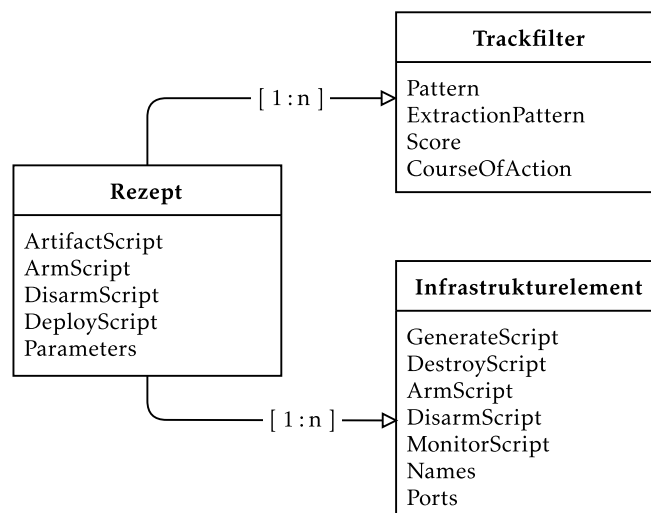 Trackfilter
Pattern
ExtractionPattern
Score
CourseOfAction
[ 1 : n ]
Rezept
ArtifactScript
ArmScript
DisarmScript
DeployScript
Parameters
[ 1 : n ]
Infrastrukturelement
GenerateScript
DestroyScript
ArmScript
DisarmScript
MonitorScript
Names
Ports